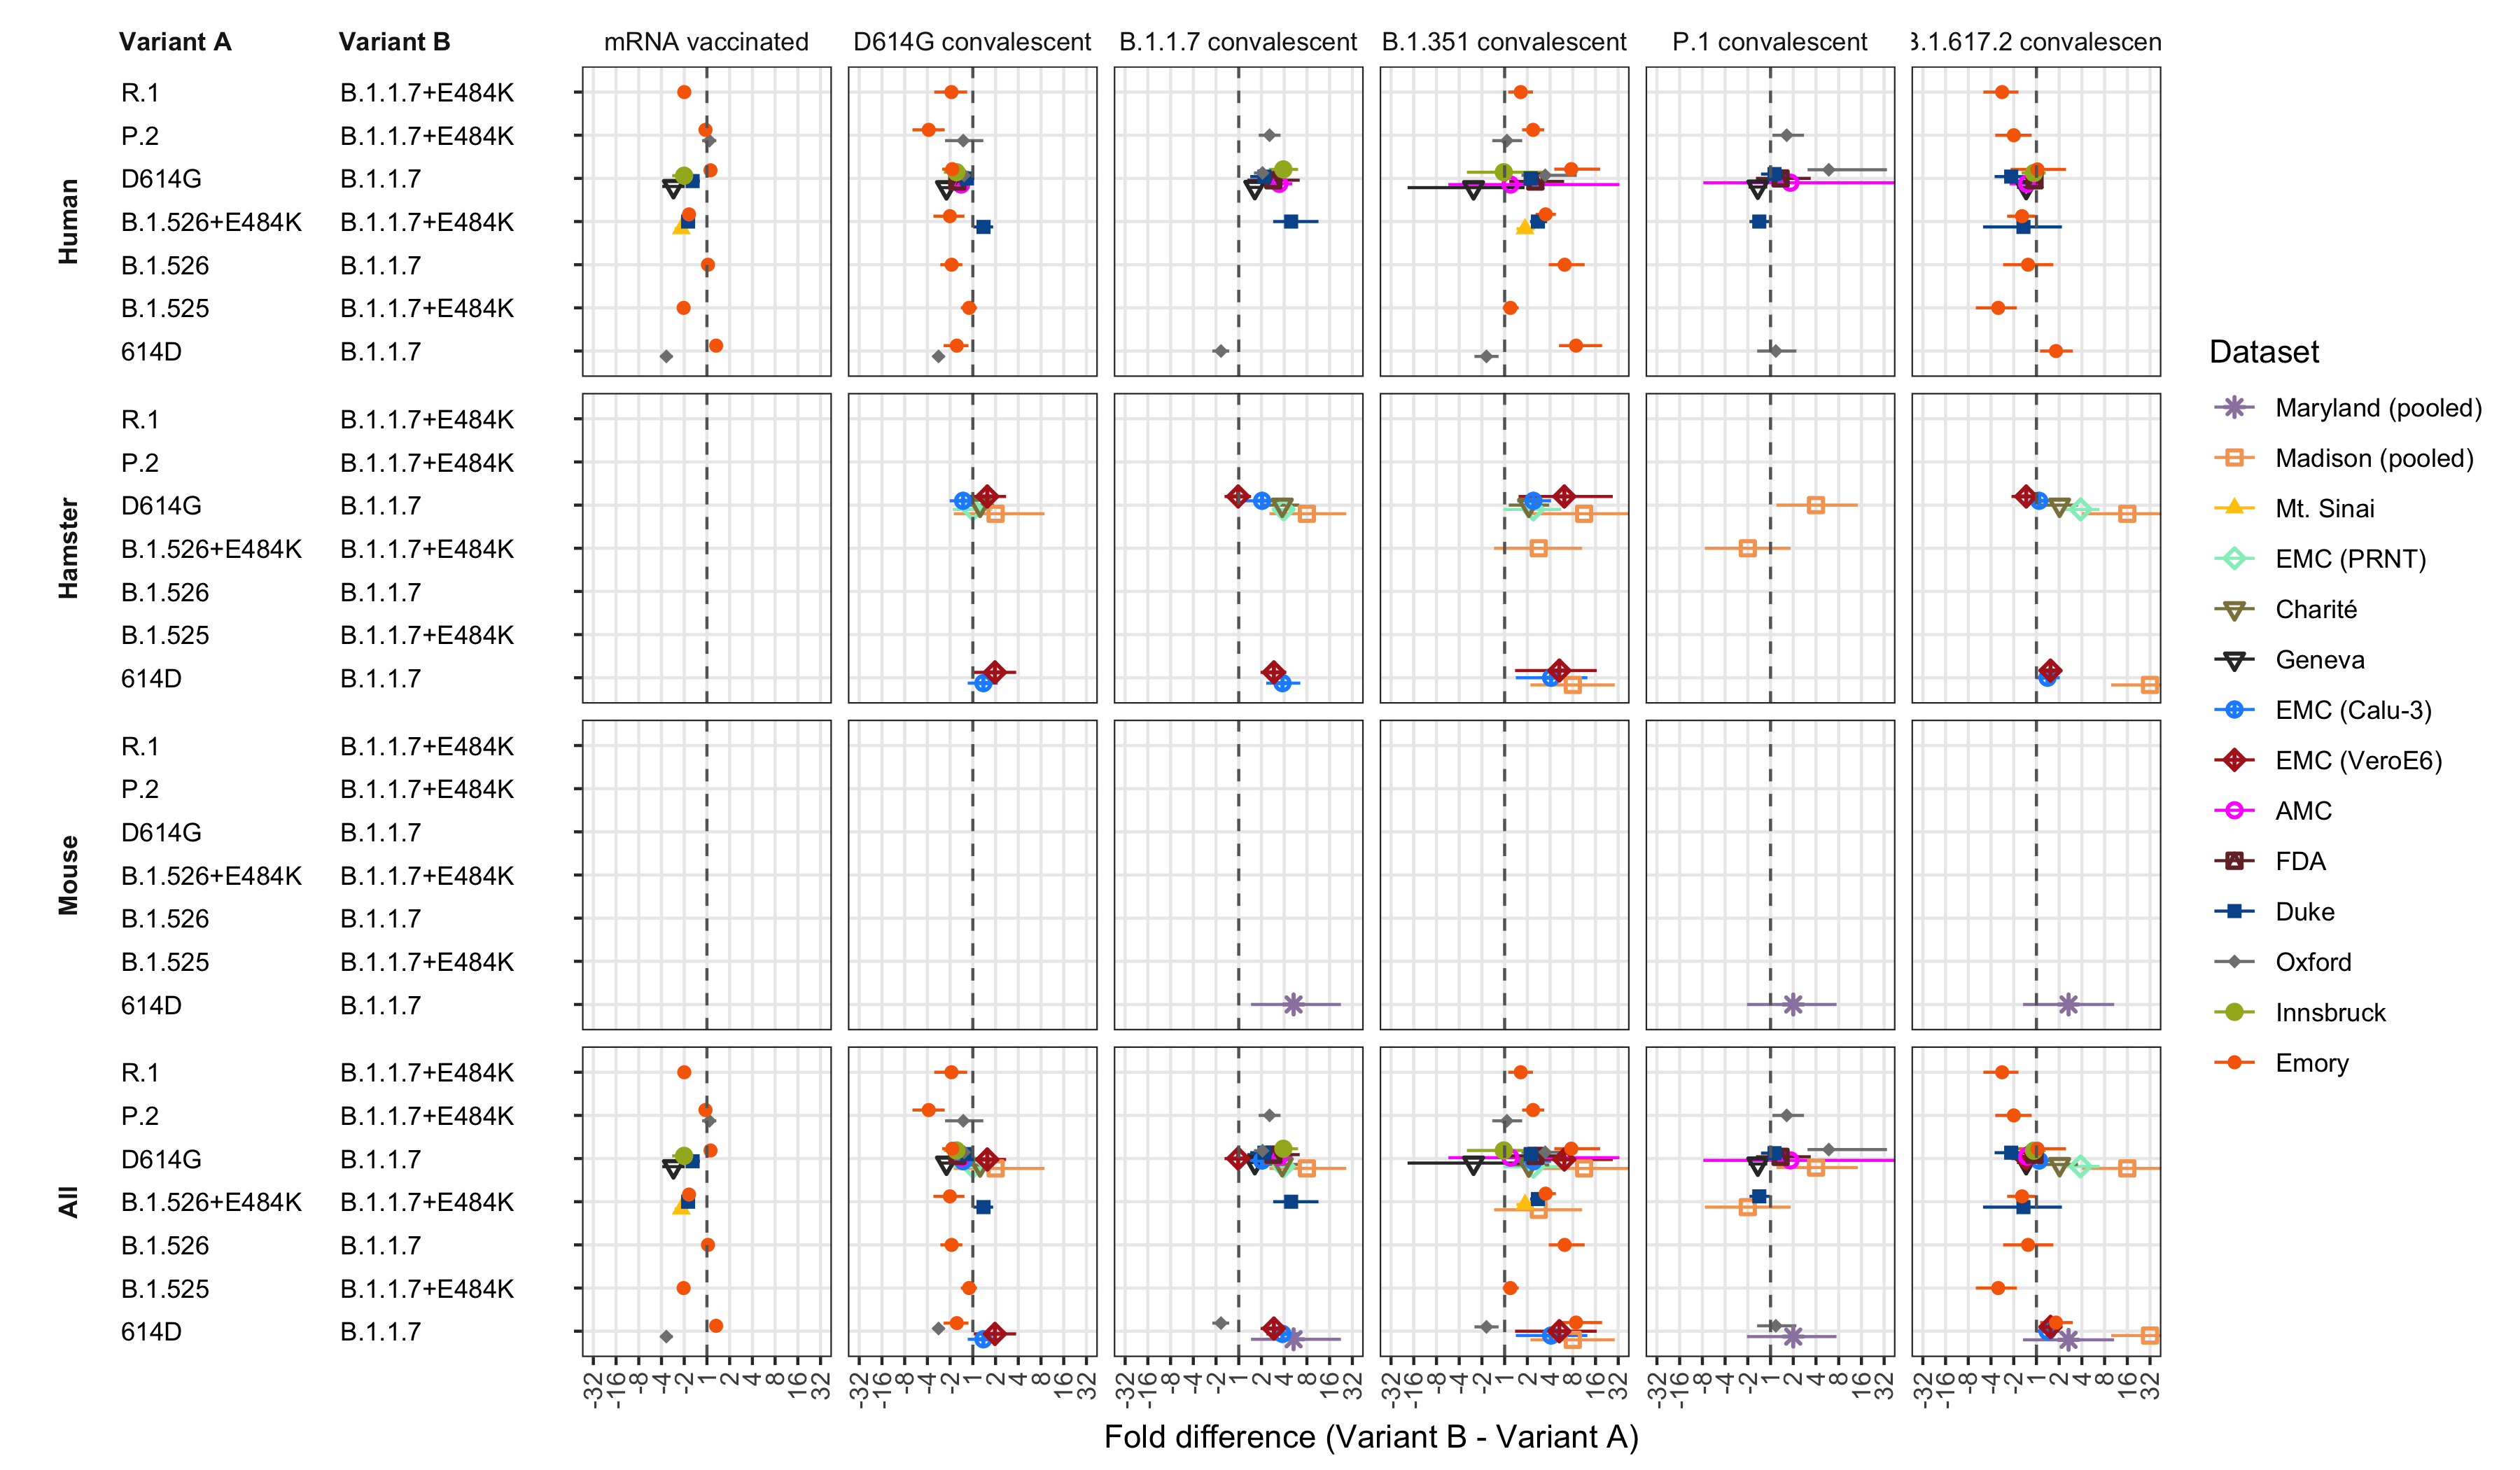 Variant A Variant B mRNA vaccinated D614G convalescent B.1.1.7 convalescent B.1.351 convalescent P.1 convalescent B.1.617.2 convalescen
Human
R.1 B.1.1.7+E484K
P.2 B.1.1.7+E484K
D614G B.1.1.7
B.1.526+E484K B.1.1.7+E484K
B.1.526 B.1.1.7
B.1.525 B.1.1.7+E484K
614D B.1.1.7
Hamster
R.1 B.1.1.7+E484K
P.2 B.1.1.7+E484K
D614G B.1.1.7
B.1.526+E484K B.1.1.7+E484K
B.1.526 B.1.1.7
B.1.525 B.1.1.7+E484K
614D B.1.1.7
Mouse
R.1 B.1.1.7+E484K
P.2 B.1.1.7+E484K
D614G B.1.1.7
B.1.526+E484K B.1.1.7+E484K
B.1.526 B.1.1.7
B.1.525 B.1.1.7+E484K
614D B.1.1.7
All
R.1 B.1.1.7+E484K
P.2 B.1.1.7+E484K
D614G B.1.1.7
B.1.526+E484K B.1.1.7+E484K
B.1.526 B.1.1.7
B.1.525 B.1.1.7+E484K
614D B.1.1.7
-32 -16 -8 -4 -2 1 2 4 8 16 32 -32 -16 -8 -4 -2 1 2 4 8 16 32 -32 -16 -8 -4 -2 1 2 4 8 16 32 -32 -16 -8 -4 -2 1 2 4 8 16 32 -32 -16 -8 -4 -2 1 2 4 8 16 32 -32 -16 -8 -4 -2 1 2 4 8 16 32
Fold difference (Variant B - Variant A)
Dataset
Maryland (pooled)
Madison (pooled)
Mt. Sinai
EMC (PRNT)
Charité
Geneva
EMC (Calu-3)
EMC (VeroE6)
AMC
FDA
Duke
Oxford
Innsbruck
Emory